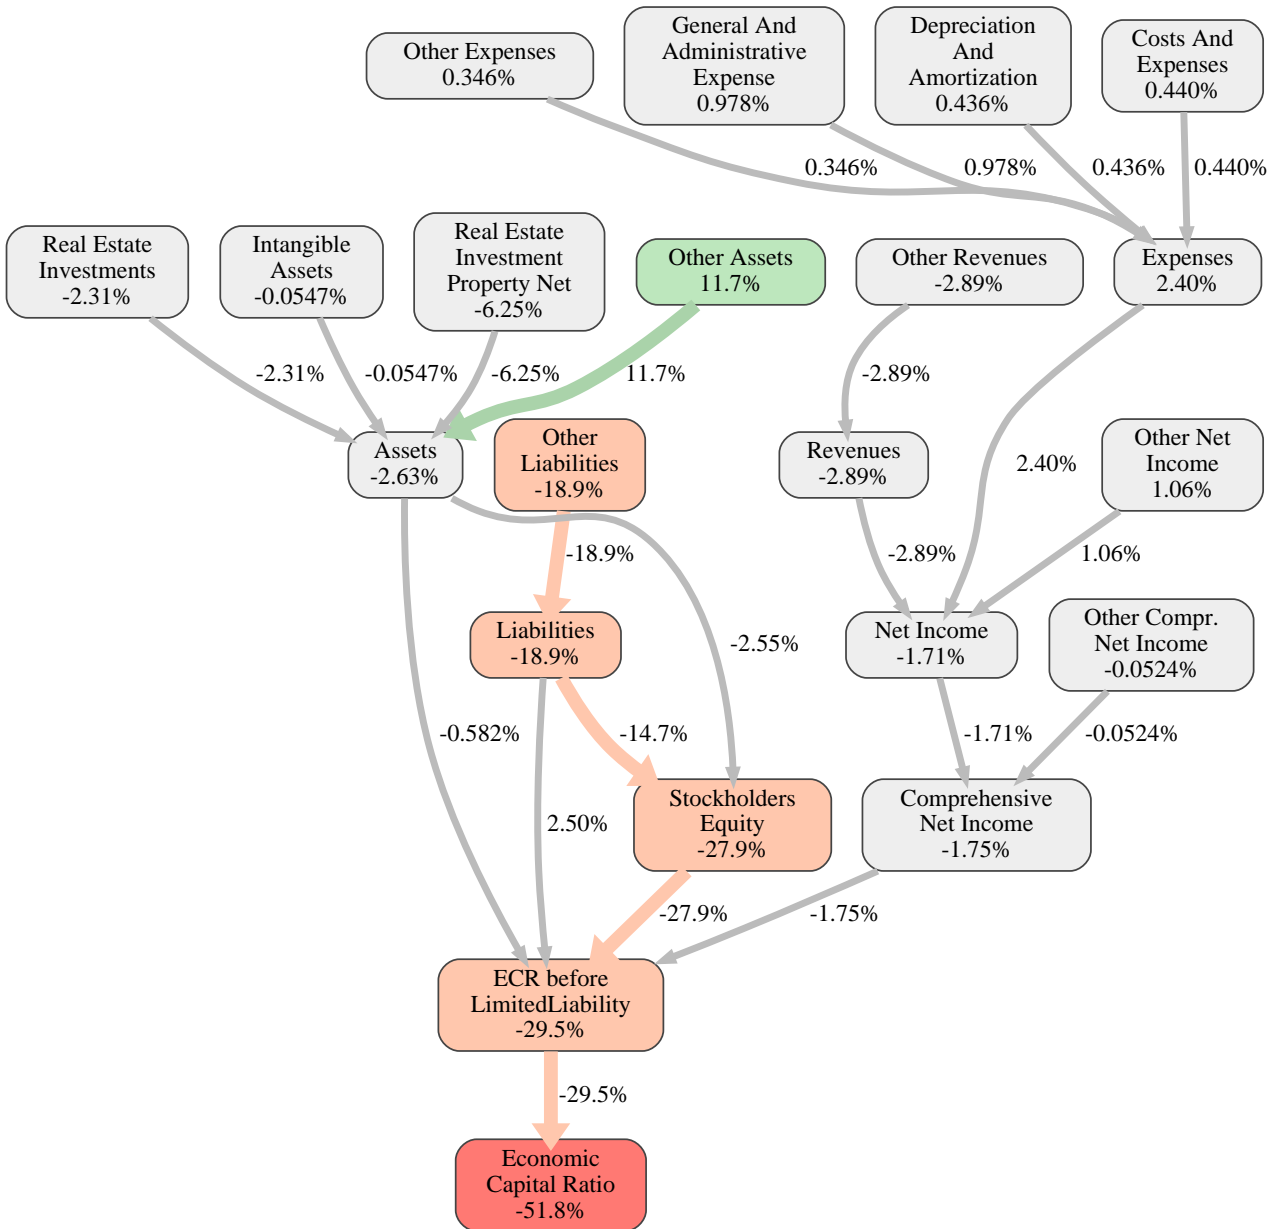 Other Expenses
0.346%
General And
Administrative
Expense
0.978%
Depreciation
And
Amortization
0.436%
Costs And
Expenses
0.440%
0.346%
0.978%
0.436%
0.440%
Real Estate
Investments
-2.31%
Intangible
Assets
-0.0547%
Real Estate
Investment
Property Net
-6.25%
Other Assets
11.7%
Other Revenues
-2.89%
Expenses
2.40%
-2.31%
-0.0547%
-6.25%
11.7%
-2.89%
Assets
-2.63%
Other
Liabilities
-18.9%
Revenues
-2.89%
2.40%
Other Net
Income
1.06%
-18.9%
-2.89%
1.06%
Liabilities
-18.9%
-2.55%
Net Income
-1.71%
Other Compr.
Net Income
-0.0524%
-0.582%
-14.7%
-1.71%
-0.0524%
2.50%
Stockholders
Equity
-27.9%
Comprehensive
Net Income
-1.75%
-27.9%
-1.75%
ECR before
LimitedLiability
-29.5%
-29.5%
Economic
Capital Ratio
-51.8%